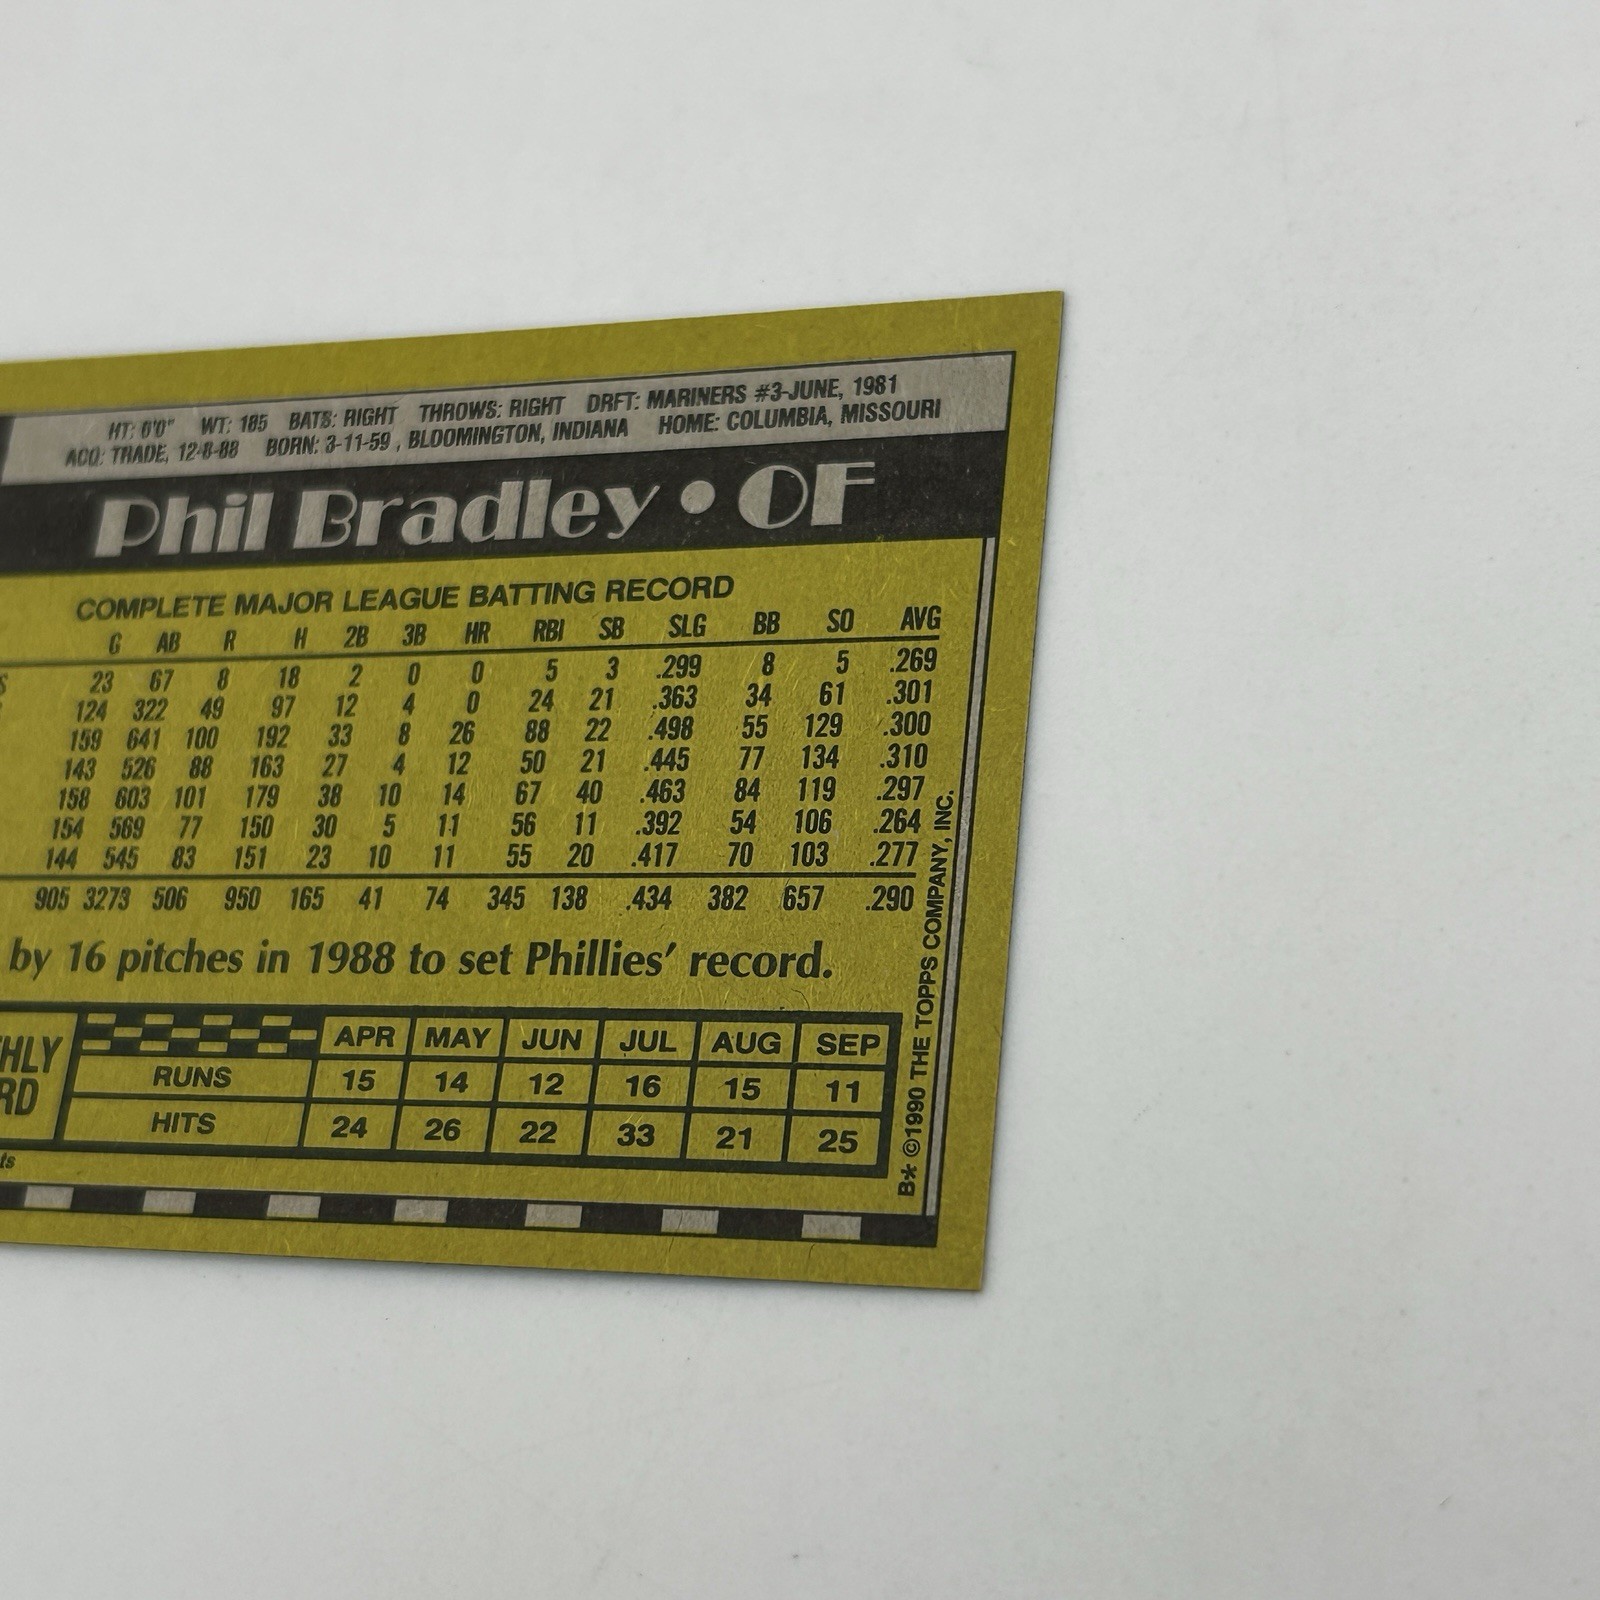 HT: 6'0" WT: 185 BATS: RIGHT THROWS: RIGHT DRFT: MARINERS #3-JUNE, 1981
ACQ: TRADE, 12-8-88 BORN: 3-11-59, BLOOMINGTON, INDIANA HOME: COLUMBIA, MISSOURI
Phil Bradley • OF
COMPLETE MAJOR LEAGUE BATTING RECORD
G AB R H 2B 3B HR RBI SB SLG BB SO AVG
S 23 67 8 18 2 0 0 5 3 .299 8 5 .269
124 322 49 97 12 4 0 24 21 .363 34 61 .301
159 641 100 192 33 8 26 88 22 .498 55 129 .300
143 526 88 163 27 4 12 50 21 .445 77 134 .310
158 603 101 179 38 10 14 67 40 .463 84 119 .297
154 569 77 150 30 5 11 56 11 .392 54 106 .264
144 545 83 151 23 10 11 55 20 .417 70 103 .277
905 3273 506 950 165 41 74 345 138 .434 382 657 .290
by 16 pitches in 1988 to set Phillies' record.
HLY APR MAY JUN JUL AUG SEP
RD RUNS 15 14 12 16 15 11
HITS 24 26 22 33 21 25
ts
B* ©1990 THE TOPPS COMPANY, INC.